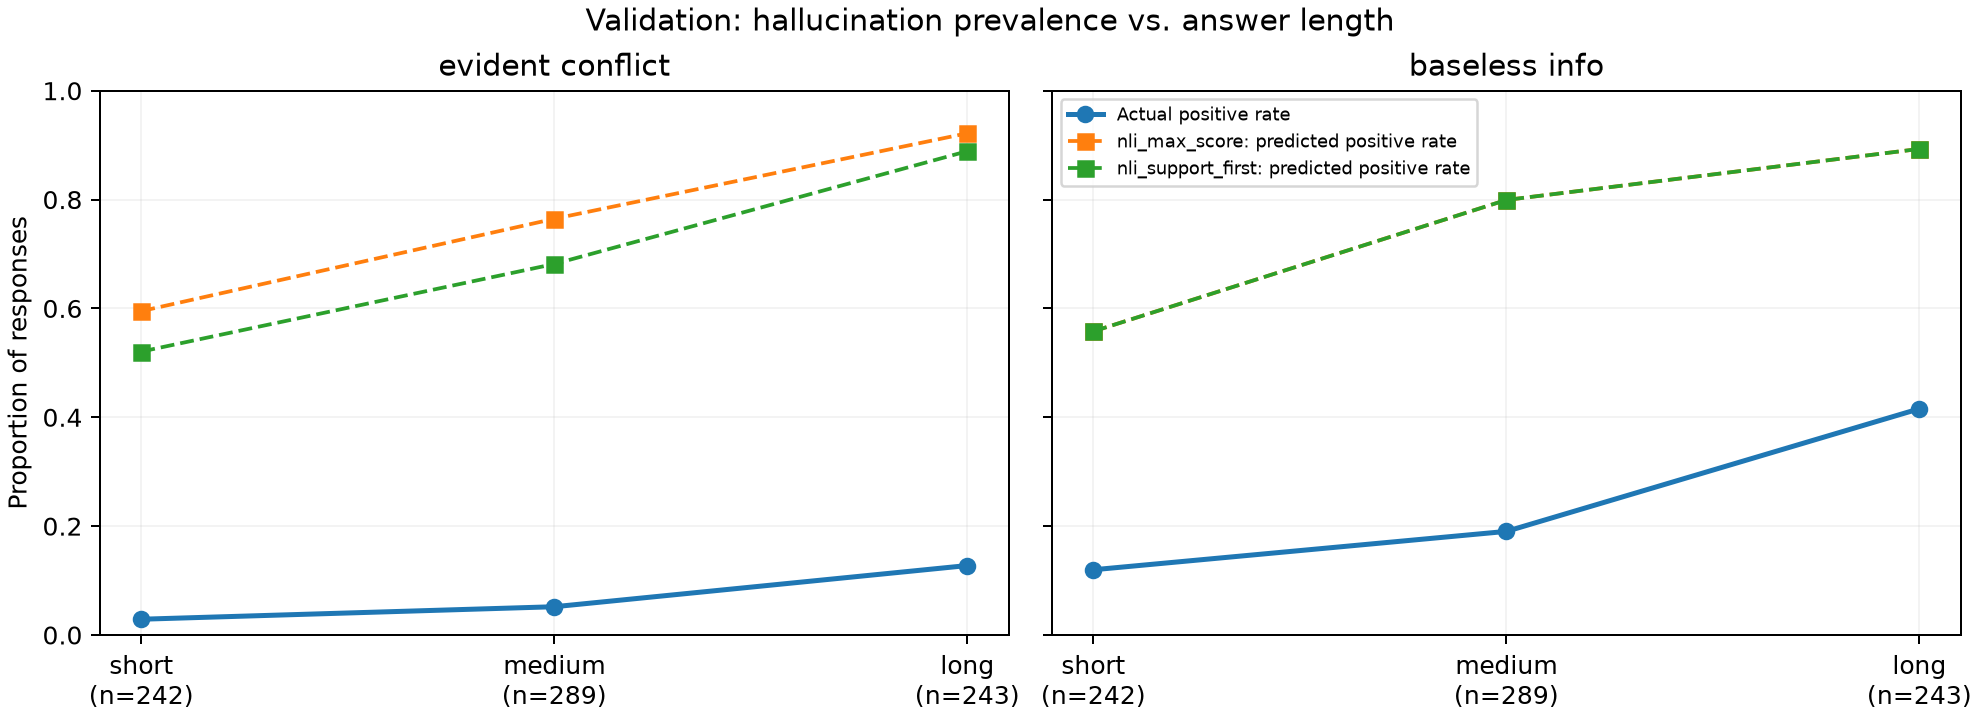 Validation: hallucination prevalence vs. answer length
evident conflict
Proportion of responses
1.0
0.8
0.6
0.4
0.2
0.0
short
(n=242)
medium
(n=289)
long
(n=243)
baseless info
Actual positive rate
nli_max_score: predicted positive rate
nli_support_first: predicted positive rate
short
(n=242)
medium
(n=289)
long
(n=243)